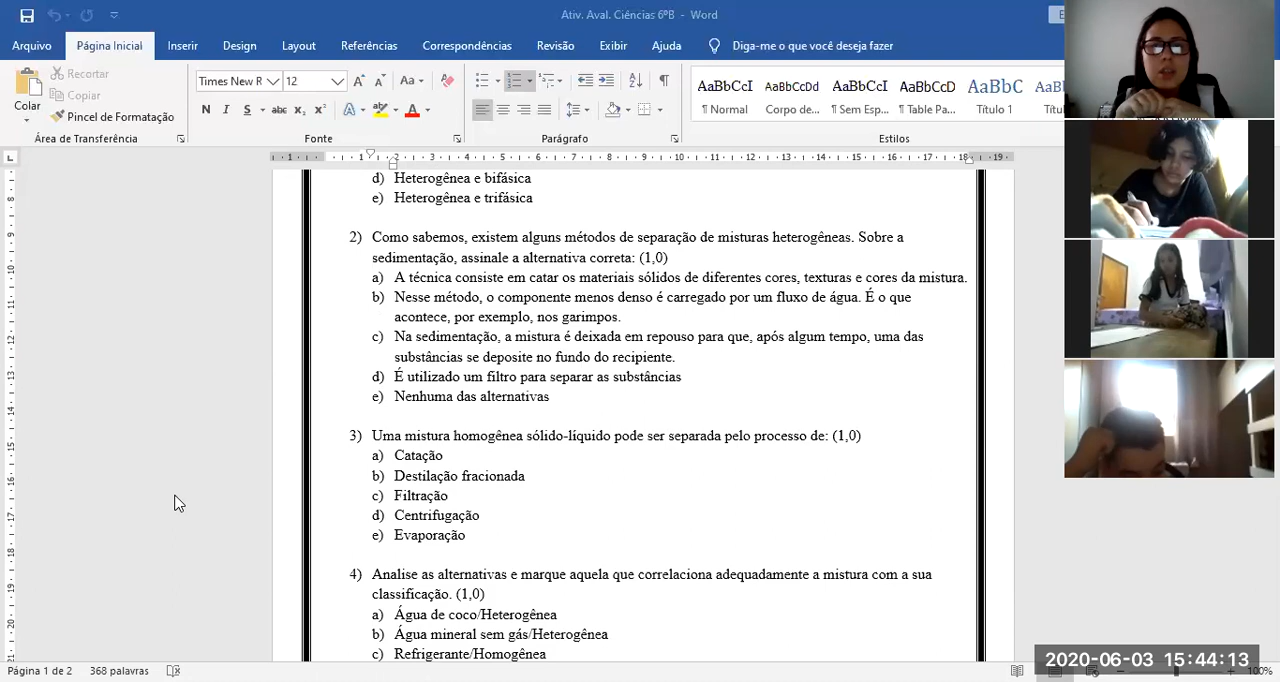 Ativ. Aval. Ciências 6ºB - Word
Arquivo Página Inicial Inserir Design Layout Referências Correspondências Revisão Exibir Ajuda Diga-me o que você deseja fazer
Colar
Recortar
Copiar
Pincel de Formatação
Área de Transferência
Times New R 12
Fonte
Parágrafo
AaBbCcI AaBbCcDd AaBbCcI AaBbCcD AaBbC AaBb
¶ Normal Corpo de... ¶ Sem Esp... ¶ Table Pa... Título 1
Estilos
d) Heterogênea e bifásica
e) Heterogênea e trifásica
2) Como sabemos, existem alguns métodos de separação de misturas heterogêneas. Sobre a
sedimentação, assinale a alternativa correta: (1,0)
a) A técnica consiste em catar os materiais sólidos de diferentes cores, texturas e cores da mistura.
b) Nesse método, o componente menos denso é carregado por um fluxo de água. É o que
acontece, por exemplo, nos garimpos.
c) Na sedimentação, a mistura é deixada em repouso para que, após algum tempo, uma das
substâncias se deposite no fundo do recipiente.
d) É utilizado um filtro para separar as substâncias
e) Nenhuma das alternativas
3) Uma mistura homogênea sólido-líquido pode ser separada pelo processo de: (1,0)
a) Catação
b) Destilação fracionada
c) Filtração
d) Centrifugação
e) Evaporação
4) Analise as alternativas e marque aquela que correlaciona adequadamente a mistura com a sua
classificação. (1,0)
a) Água de coco/Heterogênea
b) Água mineral sem gás/Heterogênea
c) Refrigerante/Homogênea
Página 1 de 2 368 palavras
100%
2020-06-03 15:44:13